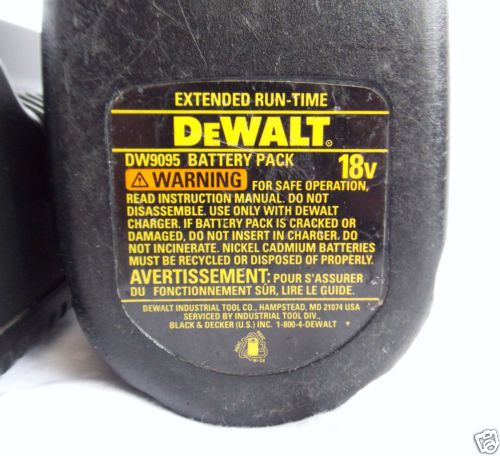 EXTENDED RUN-TIME
DEWALT®
DW9095 BATTERY PACK 18V
WARNING FOR SAFE OPERATION,
READ INSTRUCTION MANUAL. DO NOT
DISASSEMBLE. USE ONLY WITH DEWALT
CHARGER. IF BATTERY PACK IS CRACKED OR
DAMAGED, DO NOT INSERT IN CHARGER. DO
NOT INCINERATE. NICKEL CADMIUM BATTERIES
MUST BE RECYCLED OR DISPOSED OF PROPERLY.
AVERTISSEMENT: POUR S'ASSURER
DU FONCTIONNEMENT SÛR, LIRE LE GUIDE.
DEWALT INDUSTRIAL TOOL CO., HAMPSTEAD, MD 21074 USA
SERVICED BY INDUSTRIAL TOOL DIV.,
BLACK & DECKER (U.S.) INC. 1-800-4-DEWALT